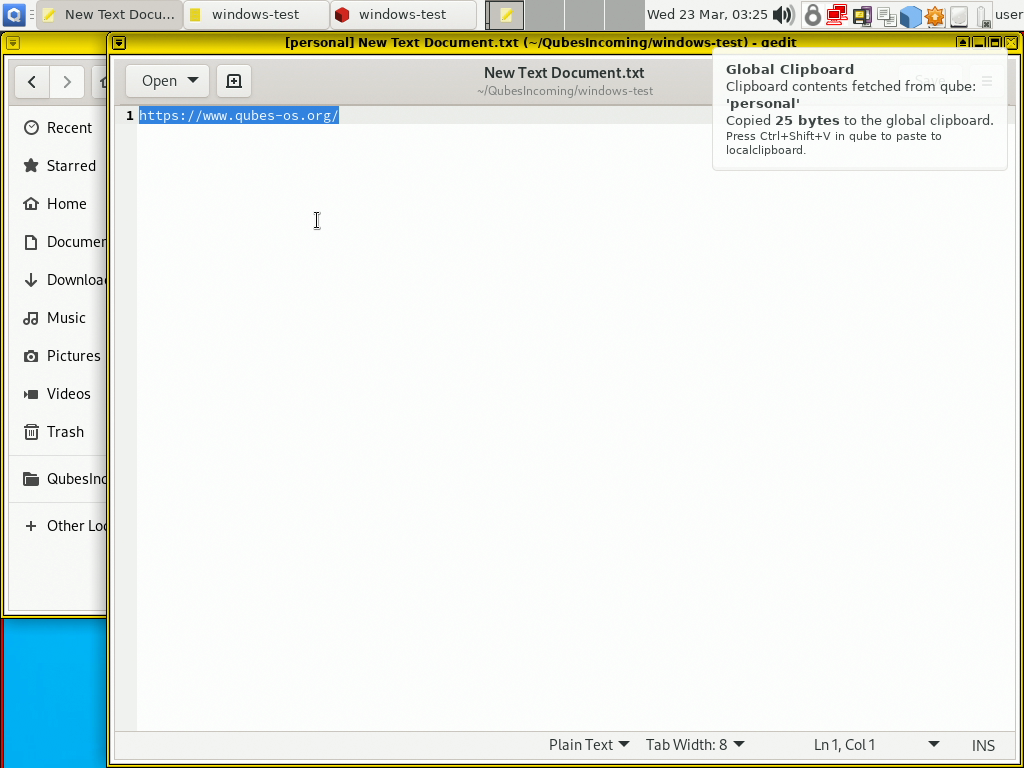 New Text Docu...
windows-test
windows-test
Wed 23 Mar, 03:25
user
[personal] New Text Document.txt (~/QubesIncoming/windows-test) - gedit
Open
New Text Document.txt
~/QubesIncoming/windows-test
Save
Global Clipboard
Clipboard contents fetched from qube:
'personal'
Copied 25 bytes to the global clipboard.
Press Ctrl+Shift+V in qube to paste to
localclipboard.
1 https://www.qubes-os.org/
Recent
Starred
Home
Documen
Downloa
Music
Pictures
Videos
Trash
QubesInc
Other Loc
Plain Text
Tab Width: 8
Ln 1, Col 1
INS